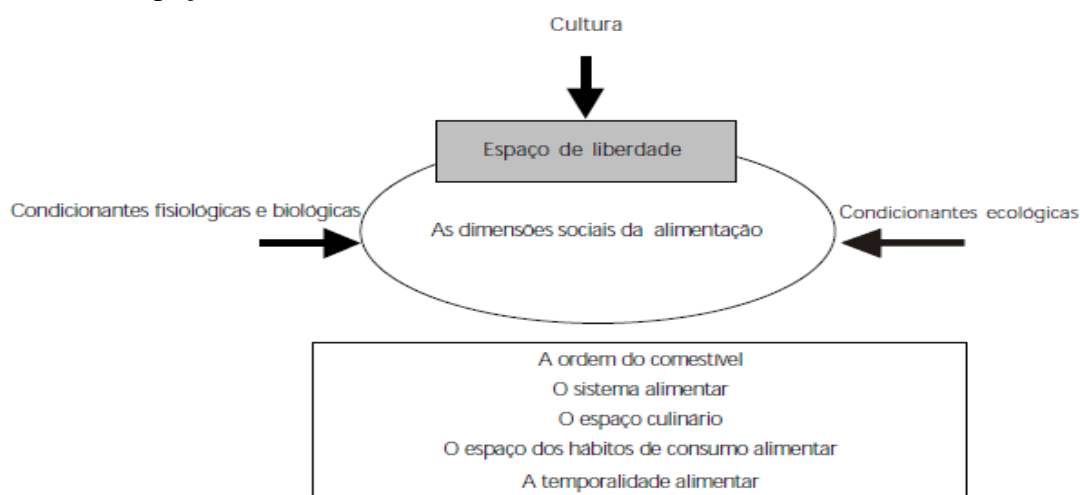 Cultura
Espaço de liberdade
Condicionantes fisiológicas e biológicas
Condicionantes ecológicas
As dimensões sociais da alimentação
A ordem do comestível
O sistema alimentar
O espaço culinário
O espaço dos hábitos de consumo alimentar
A temporalidade alimentar